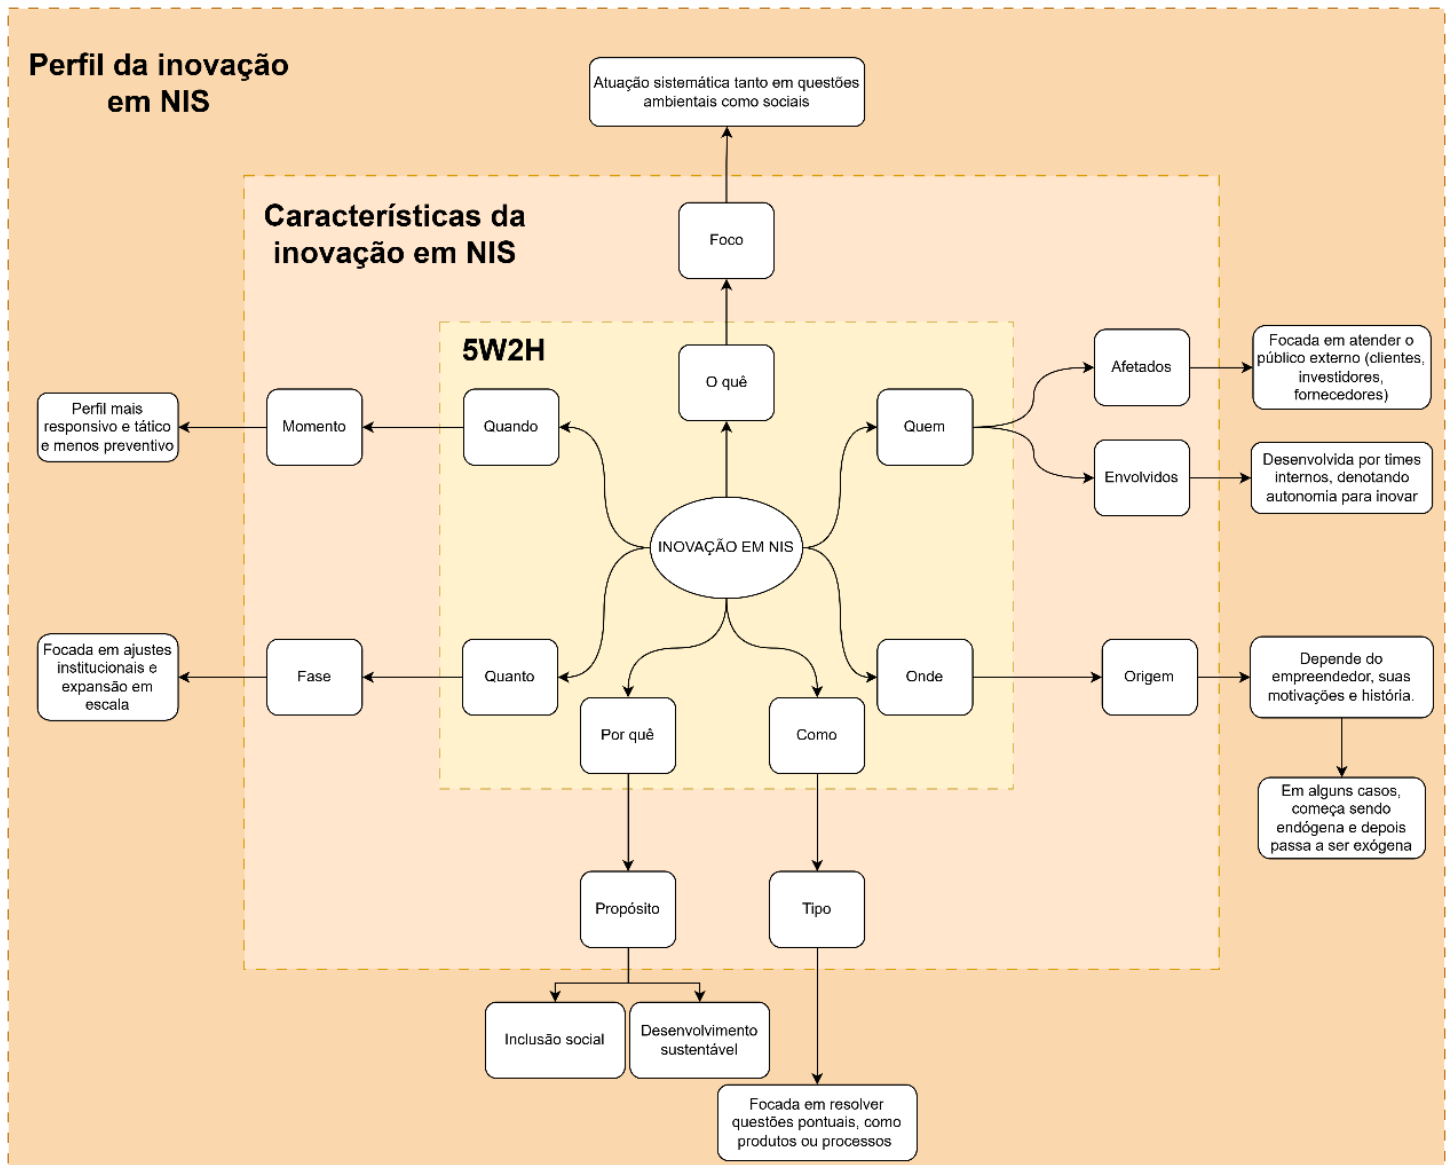 Perfil da inovação
em NIS
Atuação sistemática tanto em questões
ambientais como sociais
Características da
inovação em NIS
Foco
5W2H
O quê
Afetados
Focada em atender o
público externo (clientes,
investidores,
fornecedores)
Perfil mais
responsivo e tático
e menos preventivo
Momento
Quando
Quem
Envolvidos
Desenvolvida por times
internos, denotando
autonomia para inovar
INOVAÇÃO EM NIS
Focada em ajustes
institucionais e
expansão em
escala
Fase
Quanto
Onde
Origem
Depende do
empreendedor, suas
motivações e história.
Por quê
Como
Em alguns casos,
começa sendo
endógena e depois
passa a ser exógena
Propósito
Tipo
Inclusão social
Desenvolvimento
sustentável
Focada em resolver
questões pontuais, como
produtos ou processos